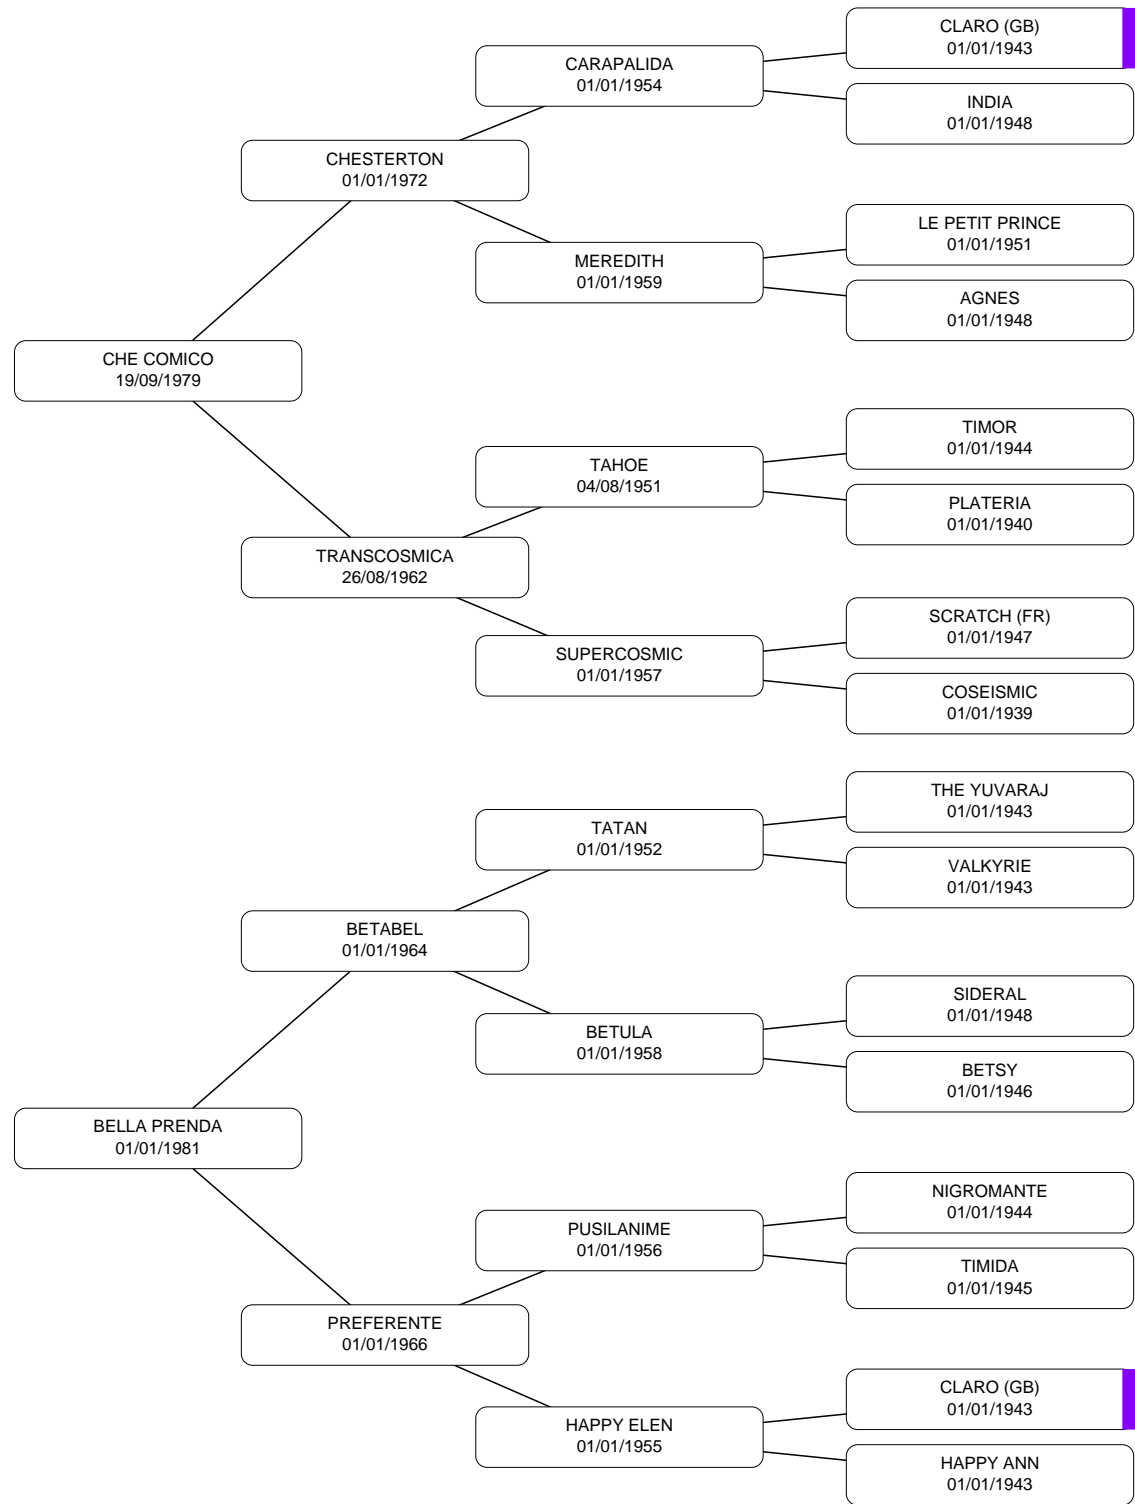 CLARO (GB)
01/01/1943
CARAPALIDA
01/01/1954
INDIA
01/01/1948
CHESTERTON
01/01/1972
LE PETIT PRINCE
01/01/1951
MEREDITH
01/01/1959
AGNES
01/01/1948
CHE COMICO
19/09/1979
TIMOR
01/01/1944
TAHOE
04/08/1951
PLATERIA
01/01/1940
TRANSCOSMICA
26/08/1962
SCRATCH (FR)
01/01/1947
SUPERCOSMIC
01/01/1957
COSEISMIC
01/01/1939
THE YUVARAJ
01/01/1943
TATAN
01/01/1952
VALKYRIE
01/01/1943
BETABEL
01/01/1964
SIDERAL
01/01/1948
BETULA
01/01/1958
BETSY
01/01/1946
BELLA PRENDA
01/01/1981
NIGROMANTE
01/01/1944
PUSILANIME
01/01/1956
TIMIDA
01/01/1945
PREFERENTE
01/01/1966
CLARO (GB)
01/01/1943
HAPPY ELEN
01/01/1955
HAPPY ANN
01/01/1943